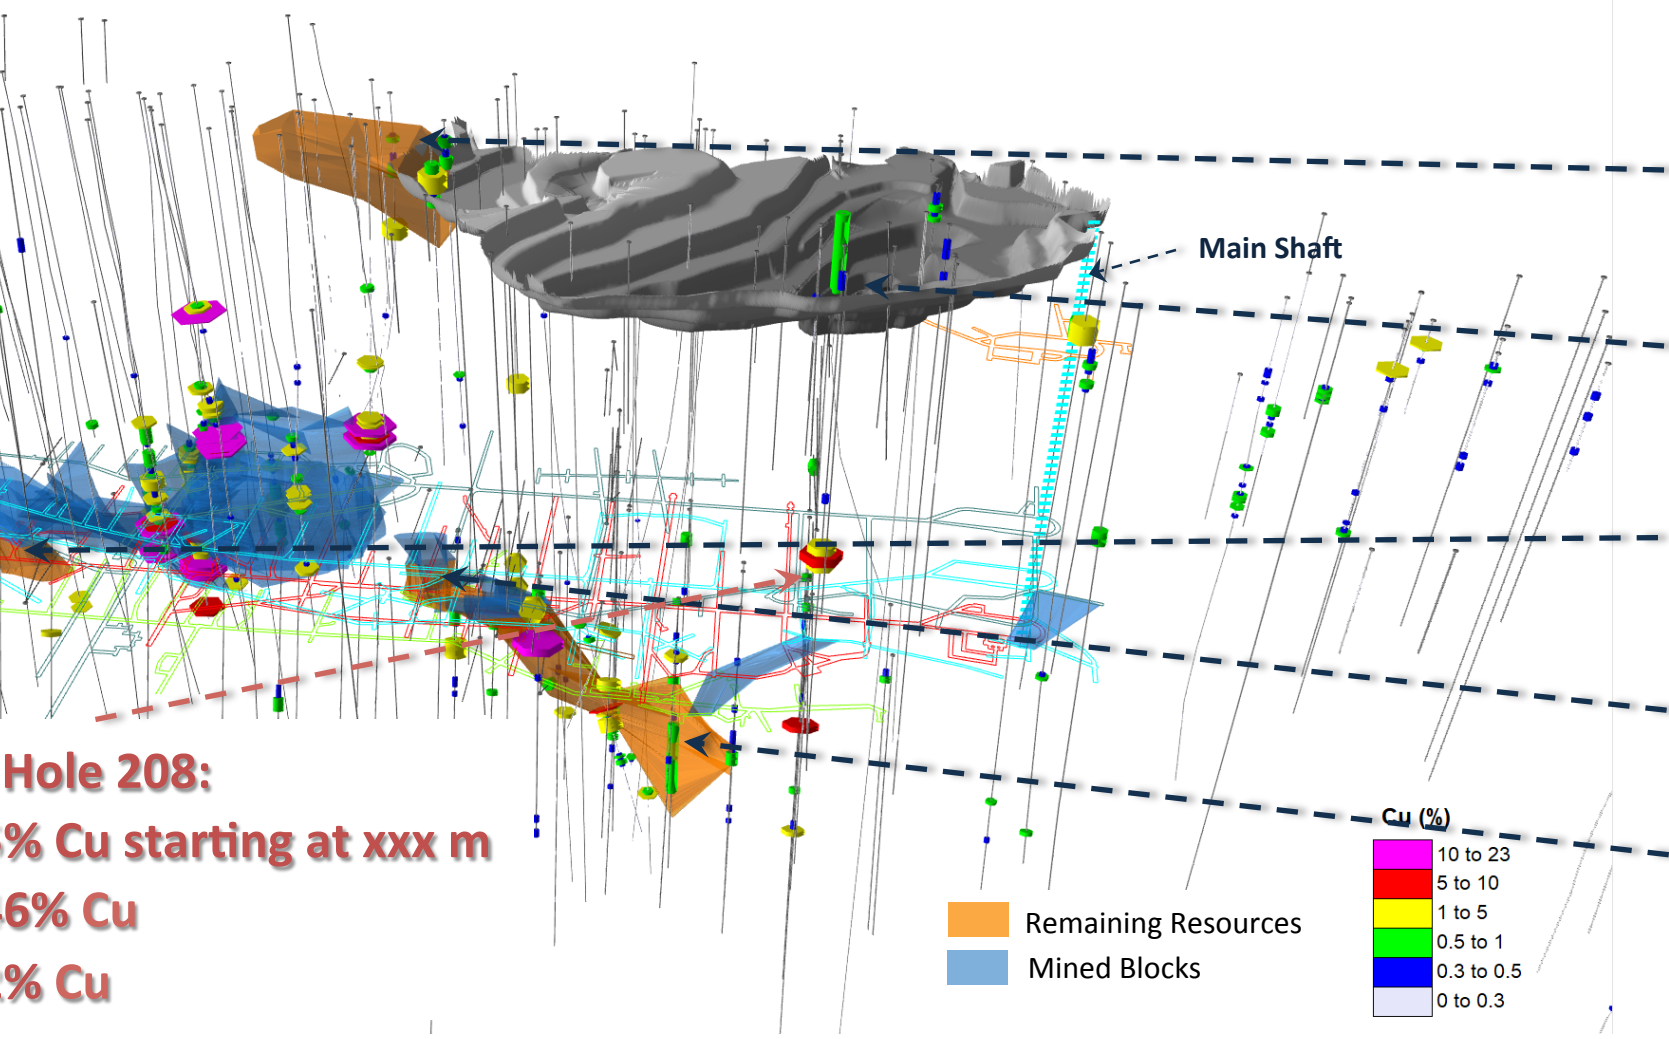 Main Shaft
Hole 208:
% Cu starting at xxx m
46% Cu
% Cu
Remaining Resources
Mined Blocks
Cu (%)
10 to 23
5 to 10
1 to 5
0.5 to 1
0.3 to 0.5
0 to 0.3